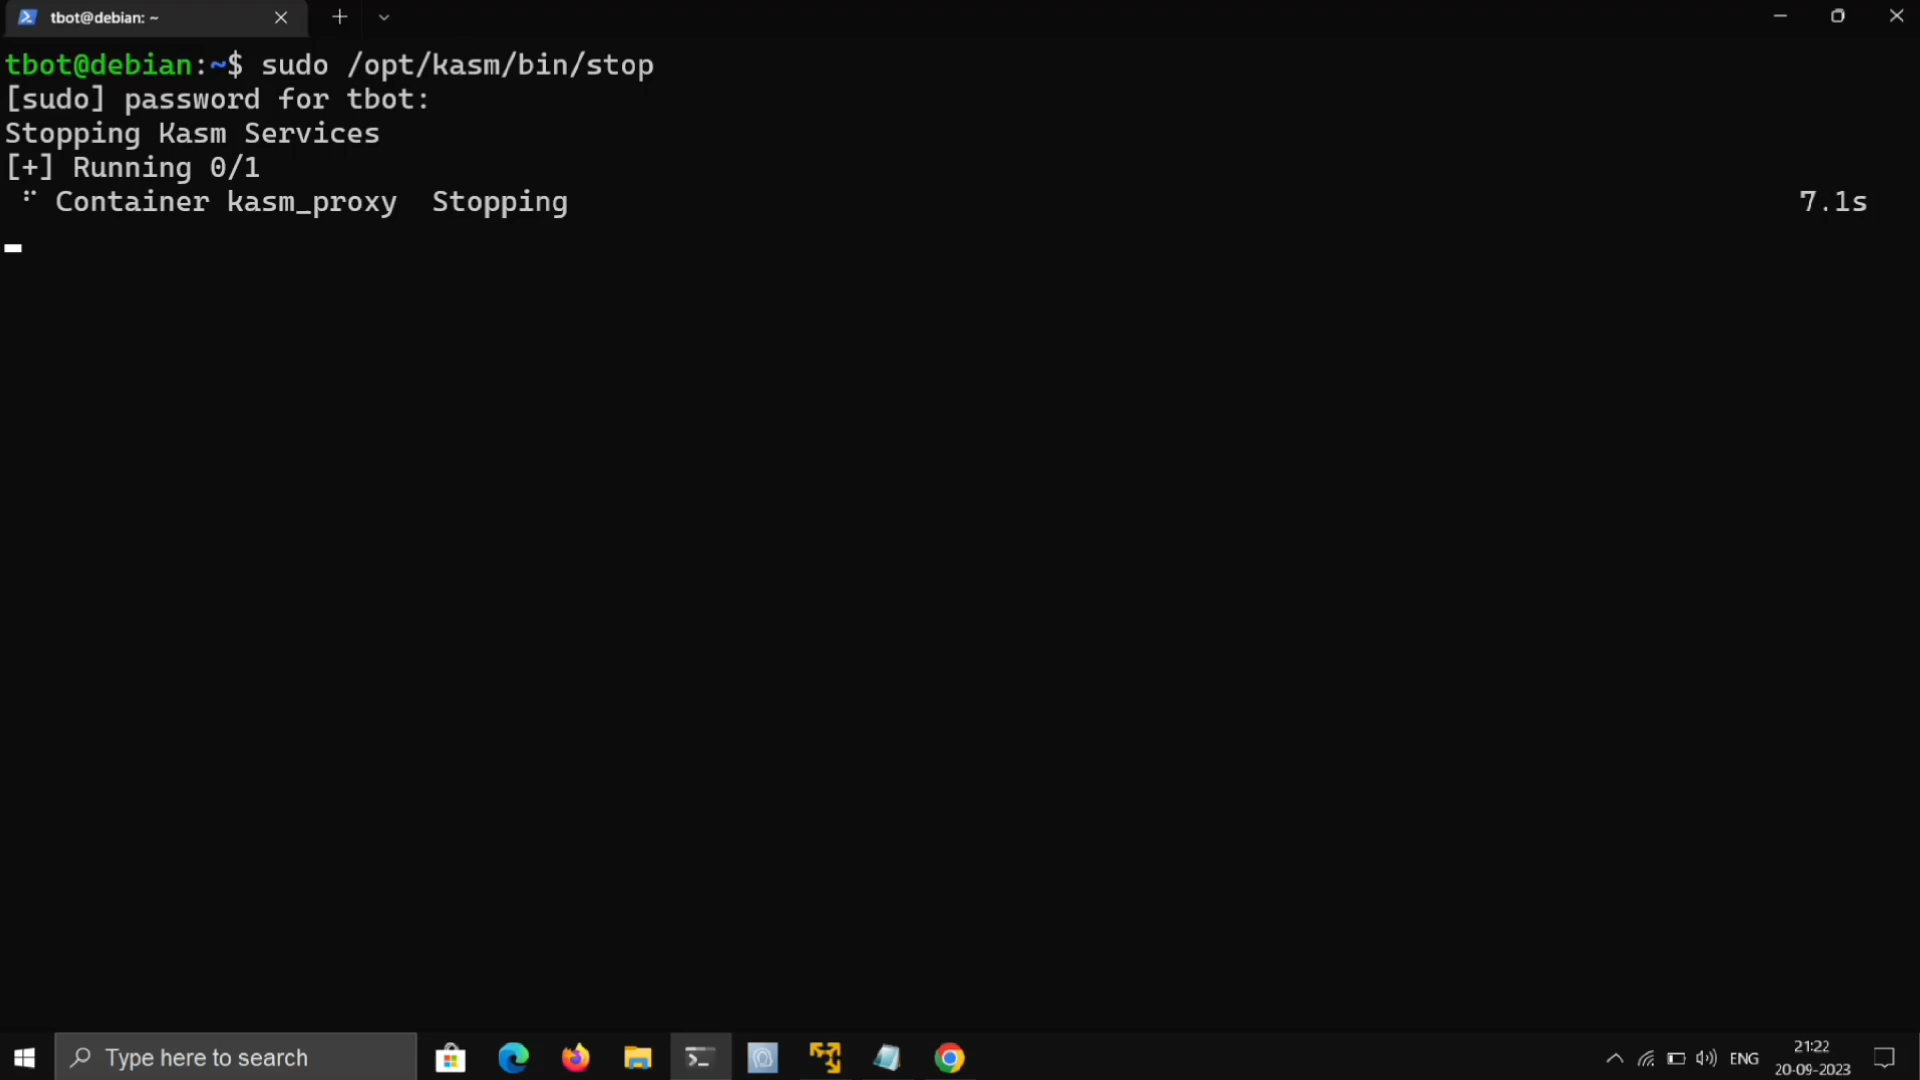 tbot@debian: ~
tbot@debian:~$ sudo /opt/kasm/bin/stop
[sudo] password for tbot:
Stopping Kasm Services
[+] Running 0/1
⠋ Container kasm_proxy  Stopping 7.1s
Type here to search
ENG
21:22
20-09-2023